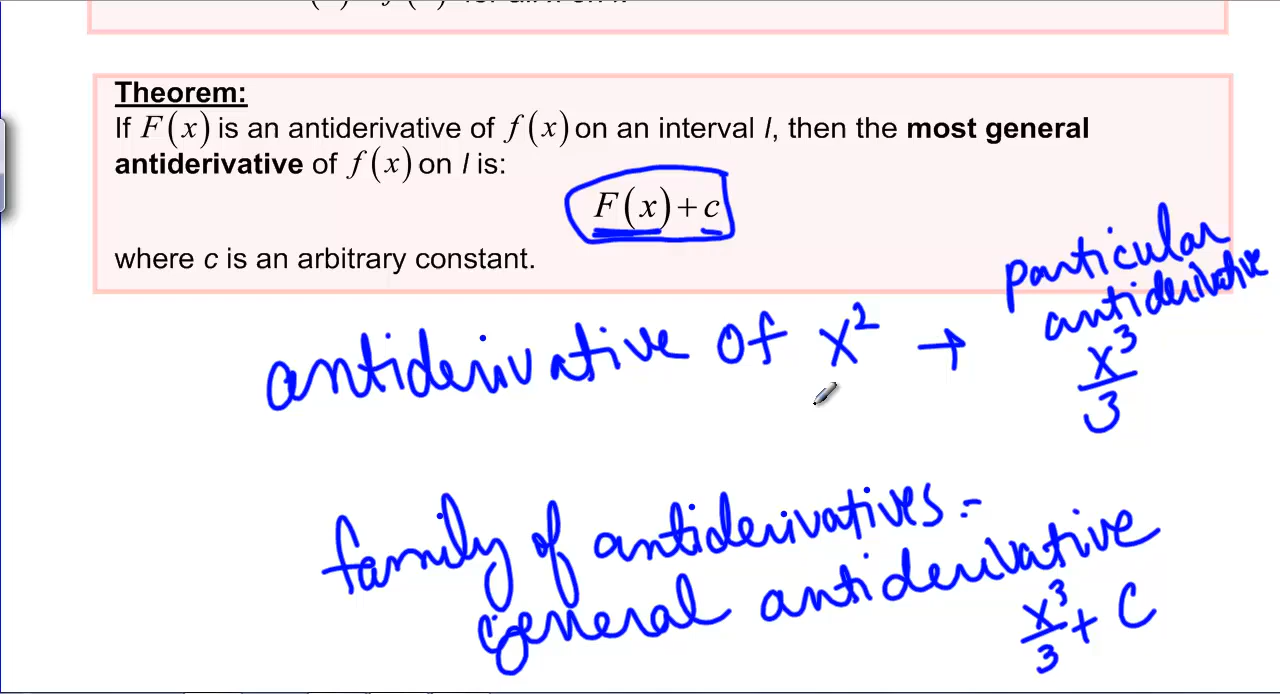 Theorem:
If F(x) is an antiderivative of f(x) on an interval I, then the most general
antiderivative of f(x) on I is:
F(x) + c
where c is an arbitrary constant.
particular
antiderivative
antiderivative of x² → x³/3
family of antiderivatives =
general antiderivative
x³/3 + C